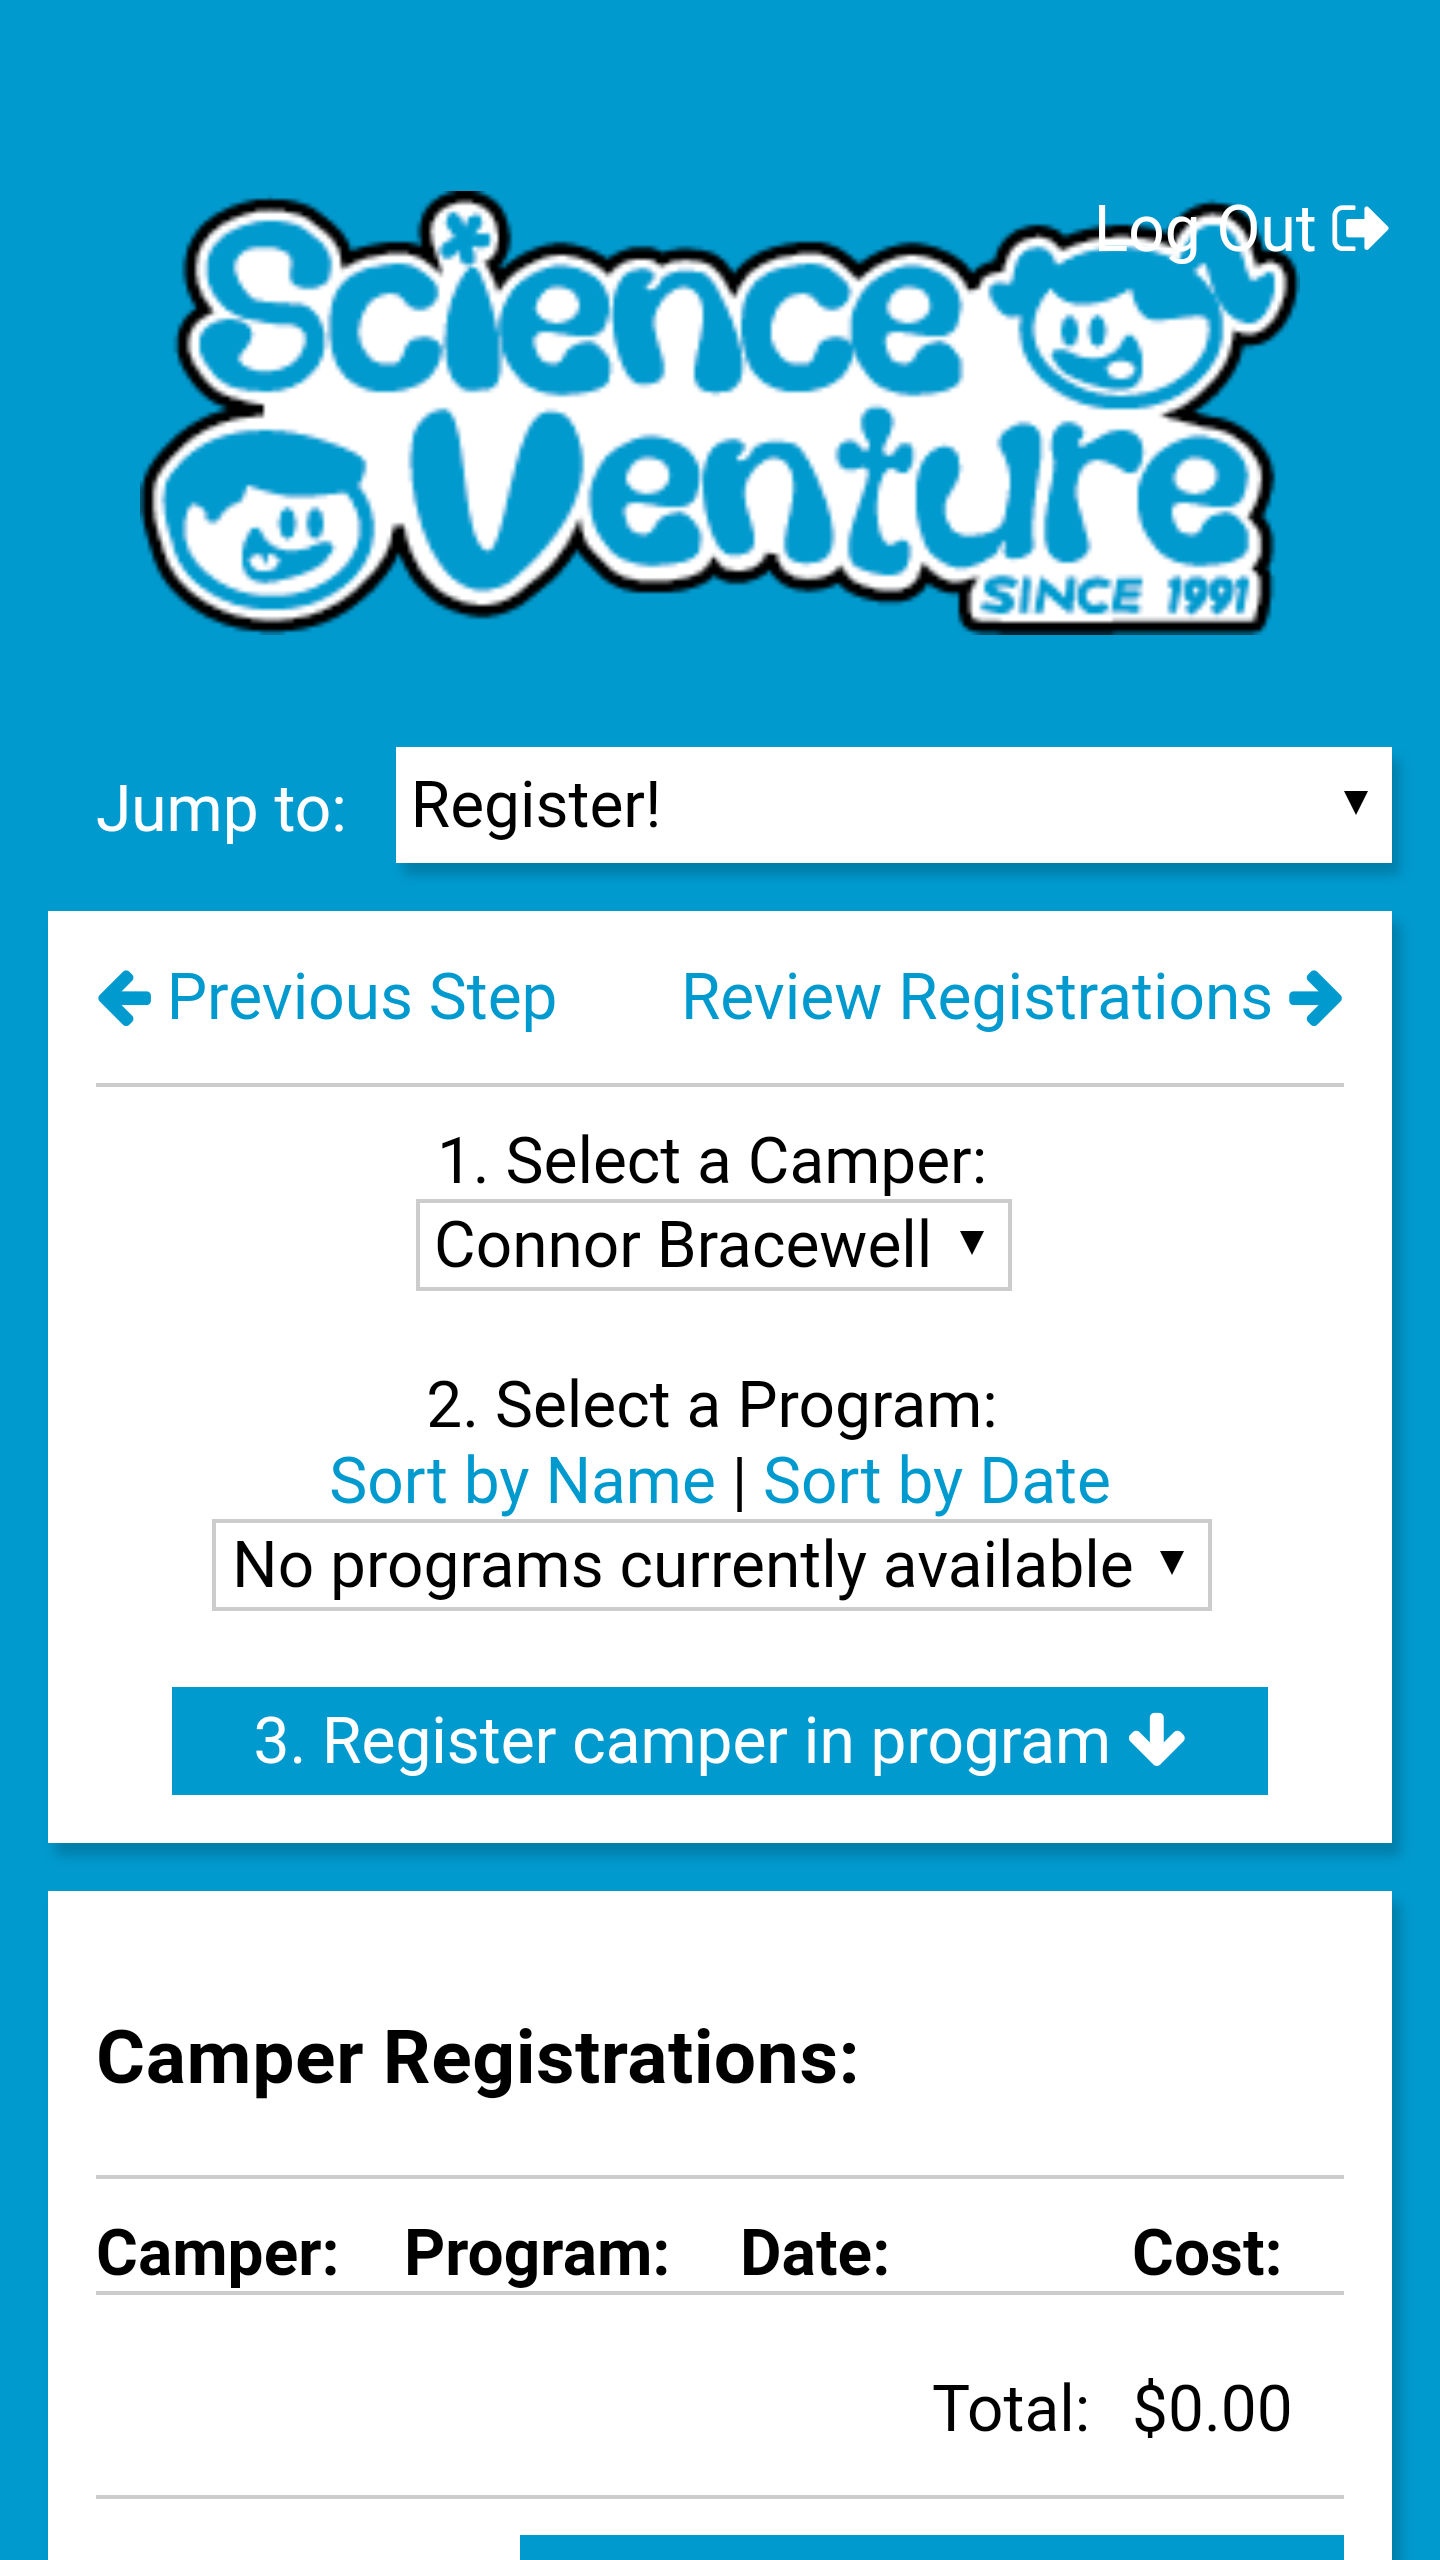 Log Out
Science
Venture
SINCE 1991
Jump to: Register!
Previous Step Review Registrations
1. Select a Camper:
Connor Bracewell
2. Select a Program:
Sort by Name | Sort by Date
No programs currently available
3. Register camper in program
Camper Registrations:
Camper: Program: Date: Cost:
Total: $0.00